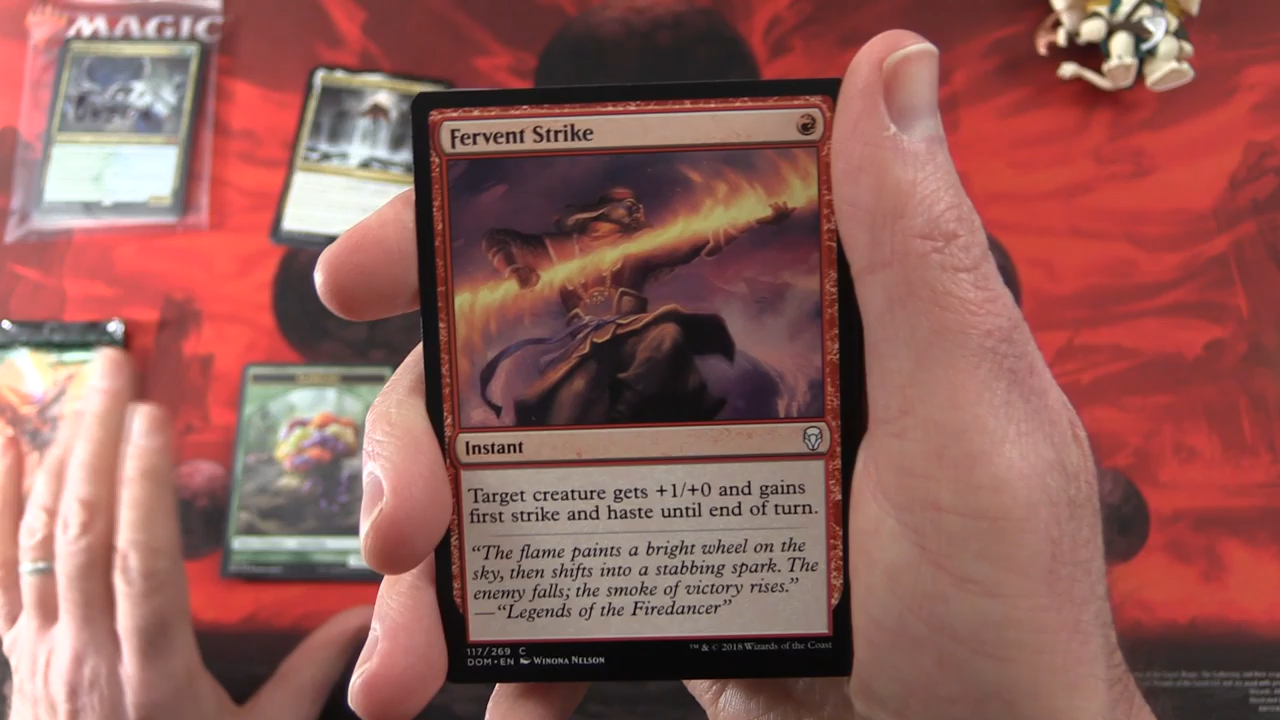 MAGIC
Fervent Strike
Instant
Target creature gets +1/+0 and gains
first strike and haste until end of turn.
“The flame paints a bright wheel on the
sky, then shifts into a stabbing spark. The
enemy falls; the smoke of victory rises.”
—“Legends of the Firedancer”
117/269 C
DOM • EN Winona Nelson
™ & © 2018 Wizards of the Coast